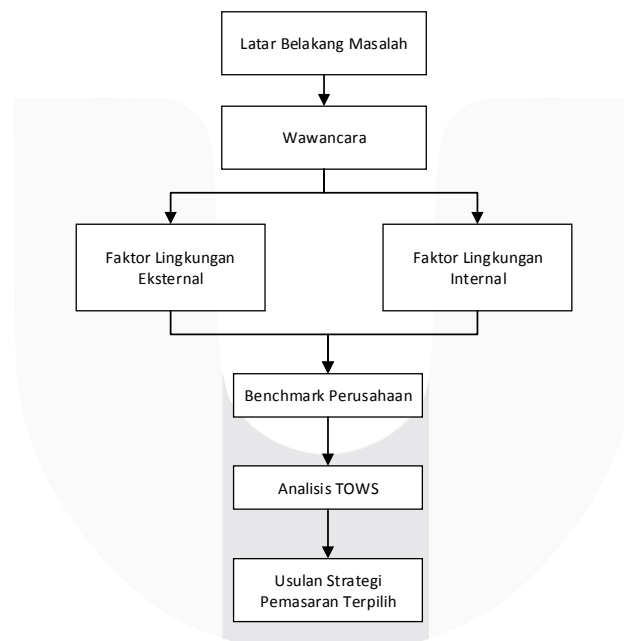 Latar Belakang Masalah
Wawancara
Faktor Lingkungan
Eksternal
Faktor Lingkungan
Internal
Benchmark Perusahaan
Analisis TOWS
Usulan Strategi
Pemasaran Terpilih